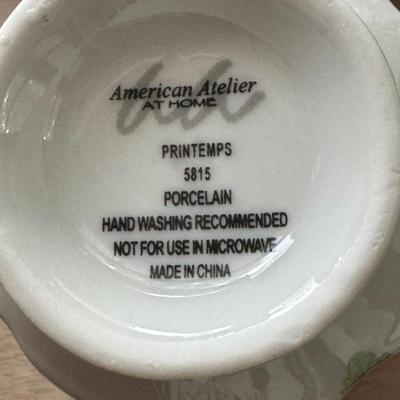 American Atelier
AT HOME
PRINTEMPS
5815
PORCELAIN
HAND WASHING RECOMMENDED
NOT FOR USE IN MICROWAVE
MADE IN CHINA